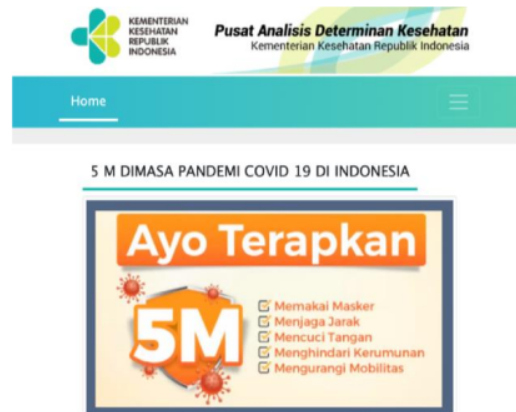 KEMENTERIAN
KESEHATAN
REPUBLIK
INDONESIA
Pusat Analisis Determinan Kesehatan
Kementerian Kesehatan Republik Indonesia
Home
5 M DIMASA PANDEMI COVID 19 DI INDONESIA
Ayo Terapkan
5M
Memakai Masker
Menjaga Jarak
Mencuci Tangan
Menghindari Kerumunan
Mengurangi Mobilitas